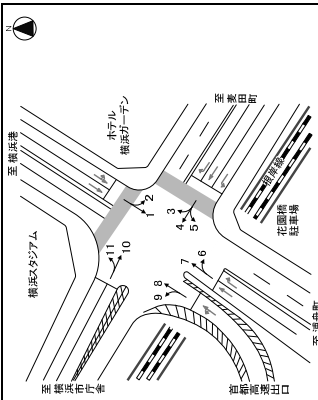 N
至 横浜港
ホテル
横浜ガーデン
至
麦田町
横浜スタジアム
根岸線
花園橋
駐車場
1
2
3
4
5
6
7
8
9
10
11
至
横浜市庁舎
首都高速出口
至